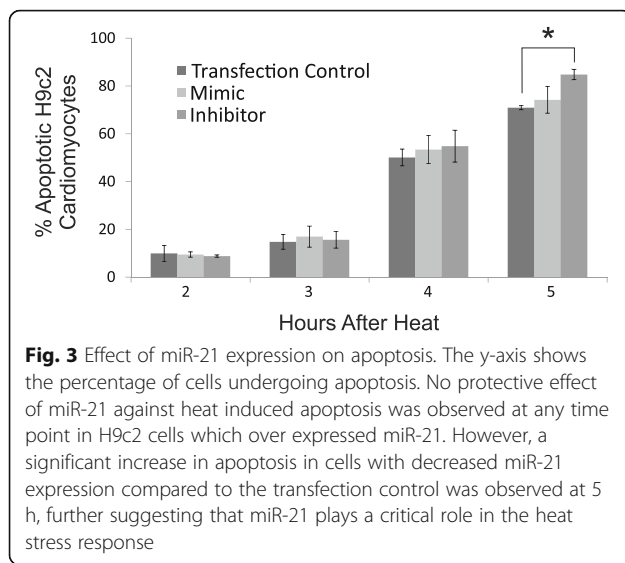 100
80
60
40
20
0
% Apoptotic H9c2
Cardiomyocytes
Transfection Control
Mimic
Inhibitor
*
2 3 4 5
Hours After Heat
Fig. 3 Effect of miR-21 expression on apoptosis. The y-axis shows
the percentage of cells undergoing apoptosis. No protective effect
of miR-21 against heat induced apoptosis was observed at any time
point in H9c2 cells which over expressed miR-21. However, a
significant increase in apoptosis in cells with decreased miR-21
expression compared to the transfection control was observed at 5
h, further suggesting that miR-21 plays a critical role in the heat
stress response